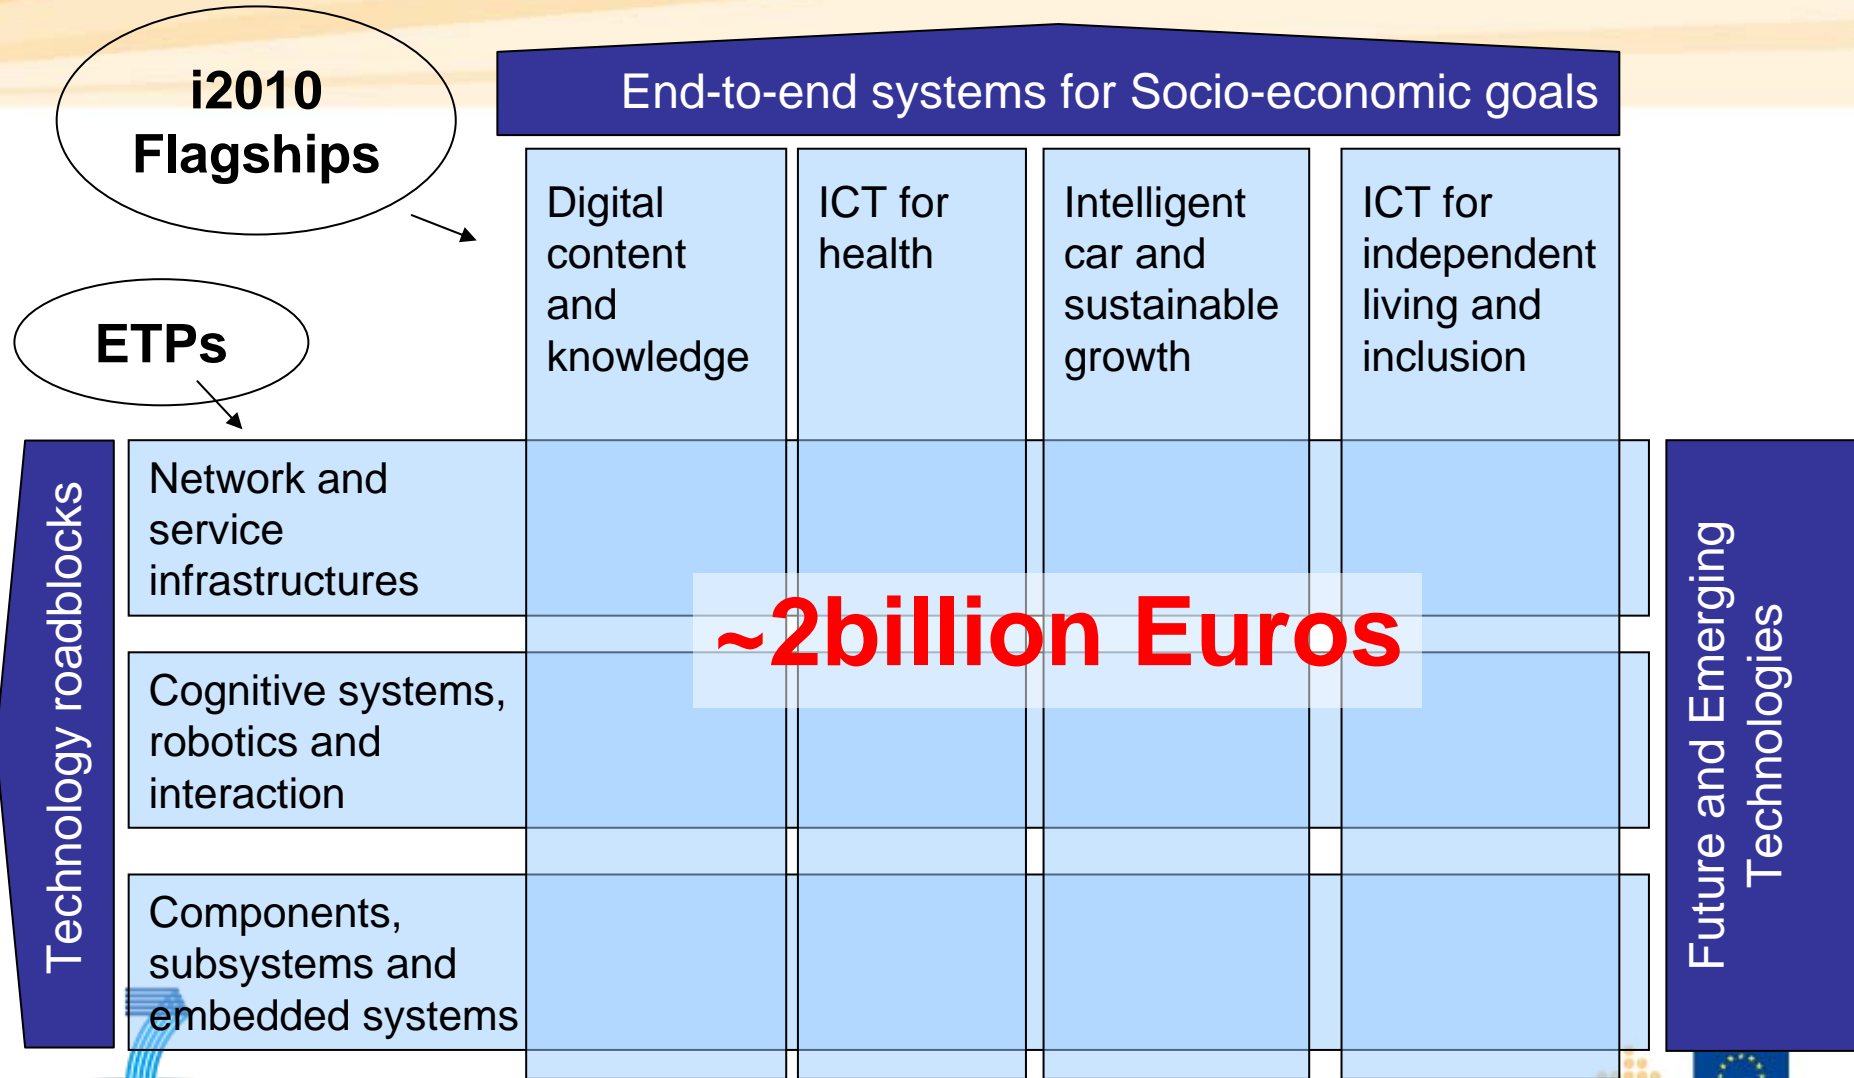 i2010
Flagships
End-to-end systems for Socio-economic goals
Digital
content
and
knowledge
ICT for
health
Intelligent
car and
sustainable
growth
ICT for
independent
living and
inclusion
ETPs
Technology roadblocks
Network and
service
infrastructures
~2billion Euros
Cognitive systems,
robotics and
interaction
Components,
subsystems and
embedded systems
Future and Emerging
Technologies